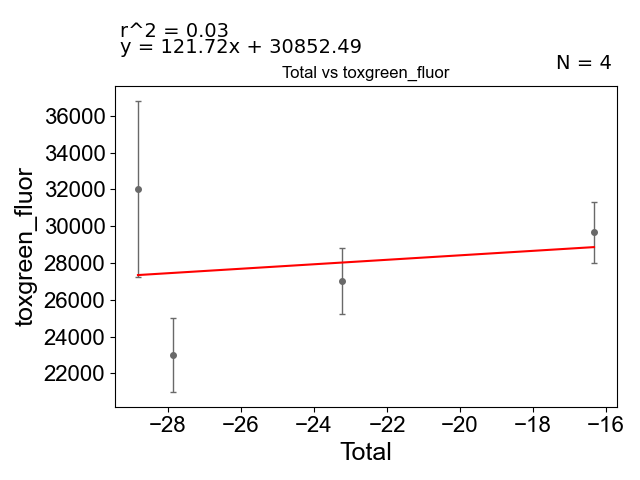 r^2 = 0.03
y = 121.72x + 30852.49
N = 4
Total vs toxgreen_fluor
36000
34000
32000
30000
28000
26000
24000
22000
toxgreen_fluor
−28 −26 −24 −22 −20 −18 −16
Total